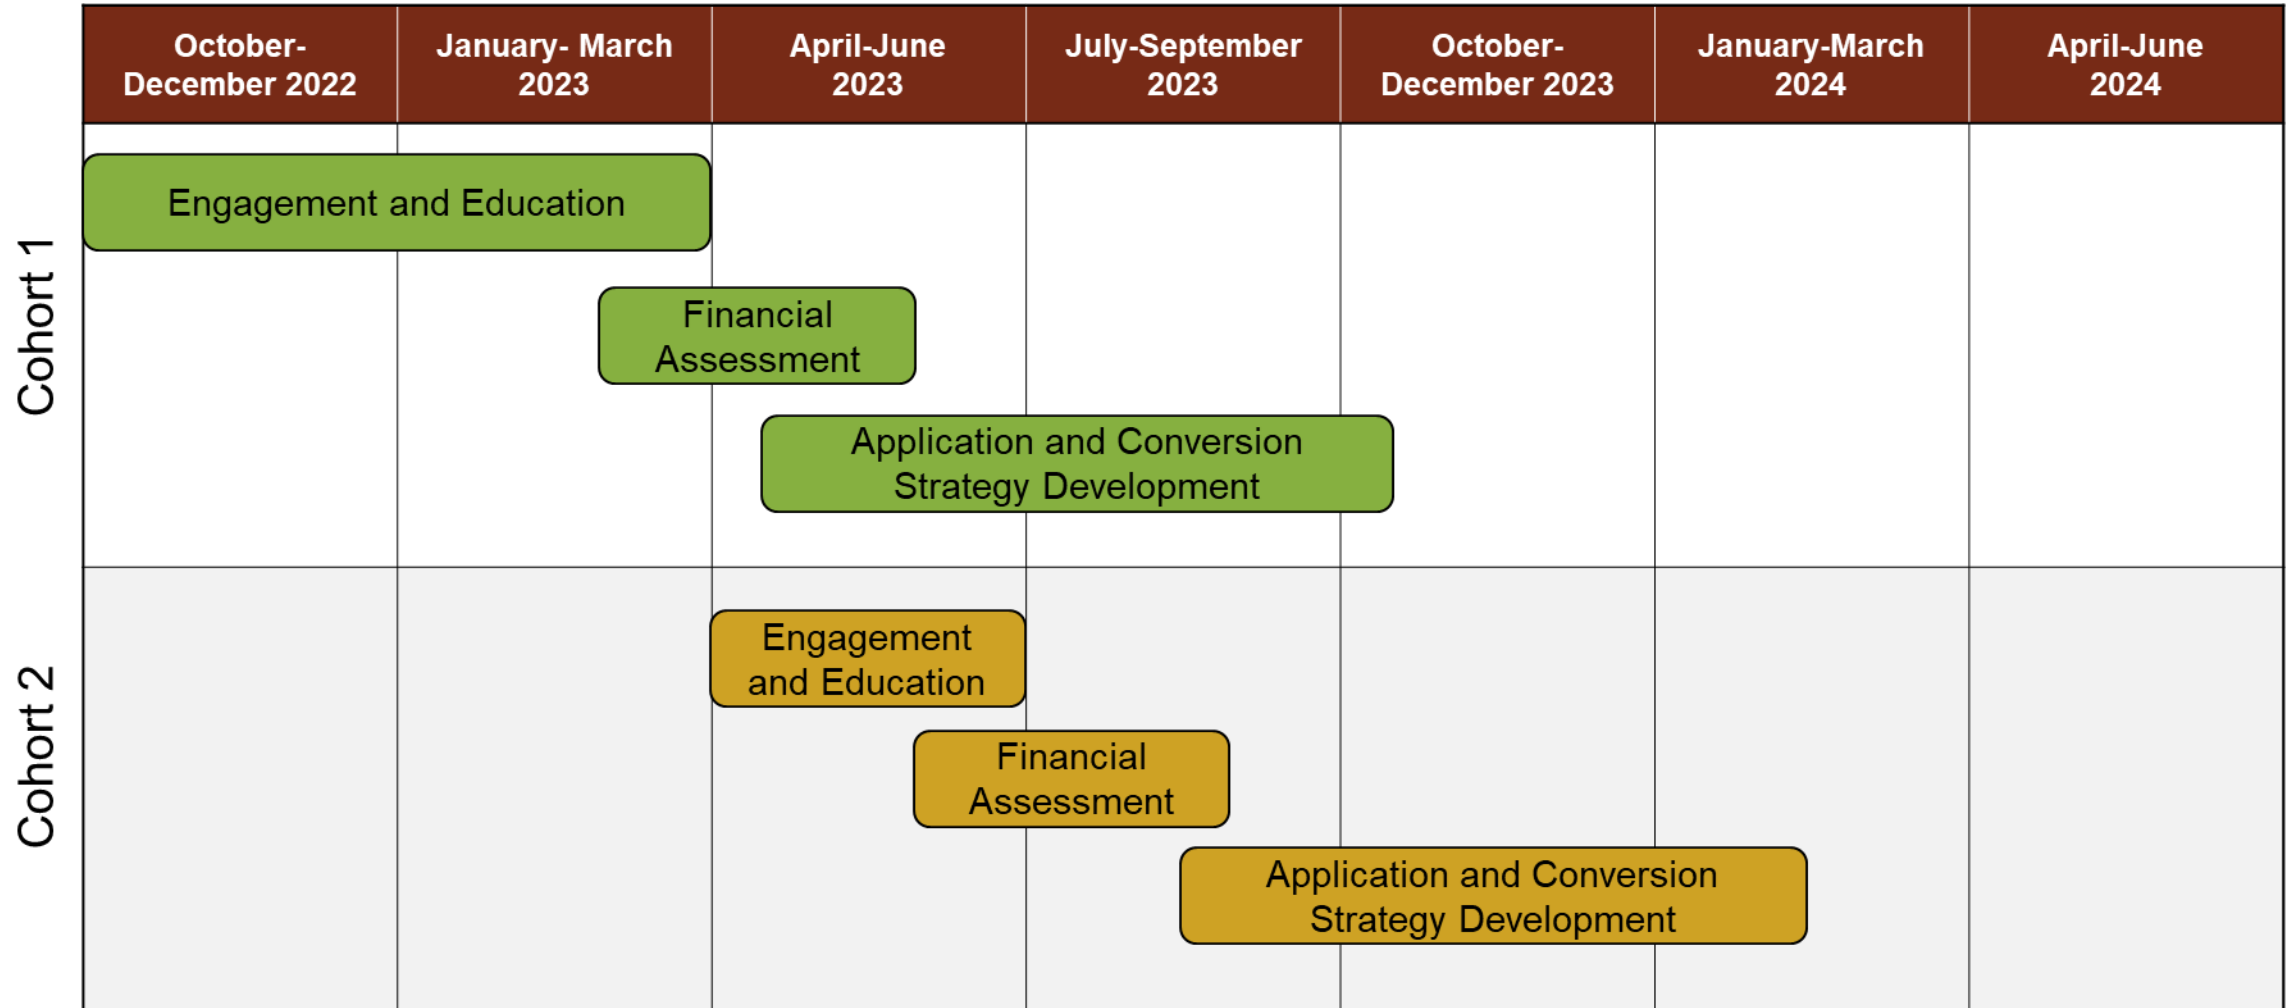 October-
December 2022
January- March
2023
April-June
2023
July-September
2023
October-
December 2023
January-March
2024
April-June
2024
Cohort 1
Engagement and Education
Financial
Assessment
Application and Conversion
Strategy Development
Cohort 2
Engagement
and Education
Financial
Assessment
Application and Conversion
Strategy Development